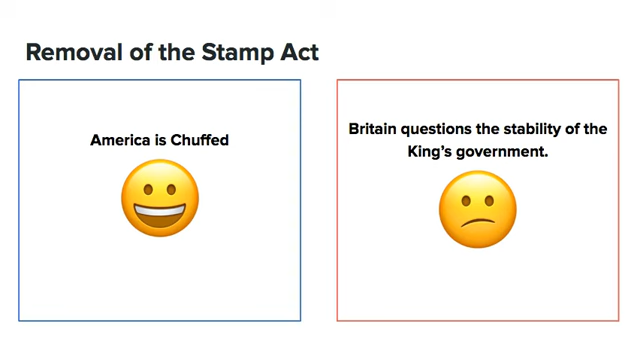 Removal of the Stamp Act
America is Chuffed
Britain questions the stability of the
King's government.